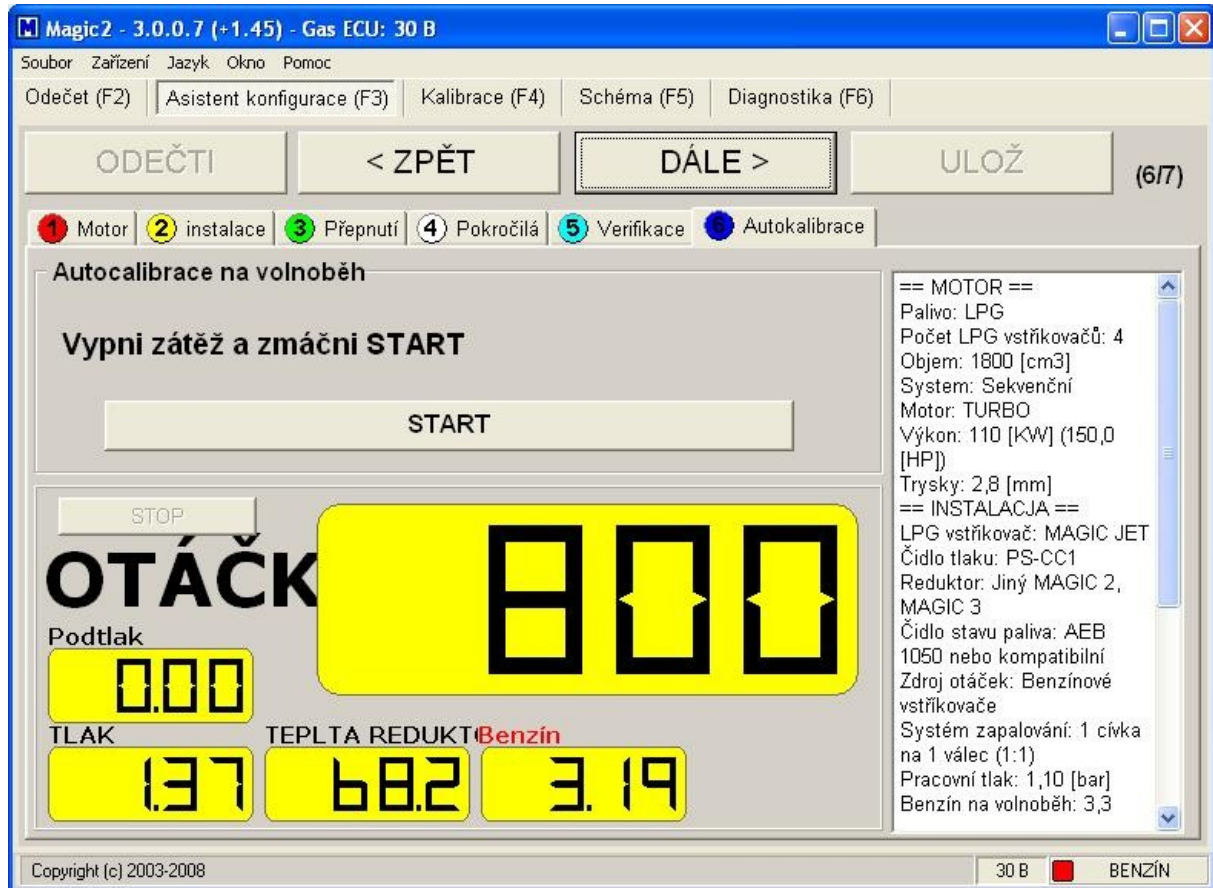 Magic2 - 3.0.0.7 (+1.45) - Gas ECU: 30 B
Soubor Zařízení Jazyk Okno Pomoc
Odečet (F2) Asistent konfigurace (F3) Kalibrace (F4) Schéma (F5) Diagnostika (F6)
ODEČTI < ZPĚT DÁLE > ULOŽ (6/7)
1 Motor 2 instalace 3 Přepnutí 4 Pokročilá 5 Verifikace 6 Autokalibrace
Autocalibrace na volnoběh
Vypni zátěž a zmáčni START
START
STOP
OTÁČK
800
Podtlak
0.00
TLAK TEPLTA REDUKT Benzín
1.37 68.2 3.19
== MOTOR ==
Palivo: LPG
Počet LPG vstřikovačů: 4
Objem: 1800 [cm3]
System: Sekvenční
Motor: TURBO
Výkon: 110 [KW] (150,0
[HP])
Trysky: 2,8 [mm]
== INSTALACJA ==
LPG vstřikovač: MAGIC JET
Čidlo tlaku: PS-CC1
Reduktor: Jiný MAGIC 2,
MAGIC 3
Čidlo stavu paliva: AEB
1050 nebo kompatibilní
Zdroj otáček: Benzínové
vstřikovače
Systém zapalování: 1 cívka
na 1 válec (1:1)
Pracovní tlak: 1,10 [bar]
Benzín na volnoběh: 3,3
Copyright (c) 2003-2008 30 B BENZÍN